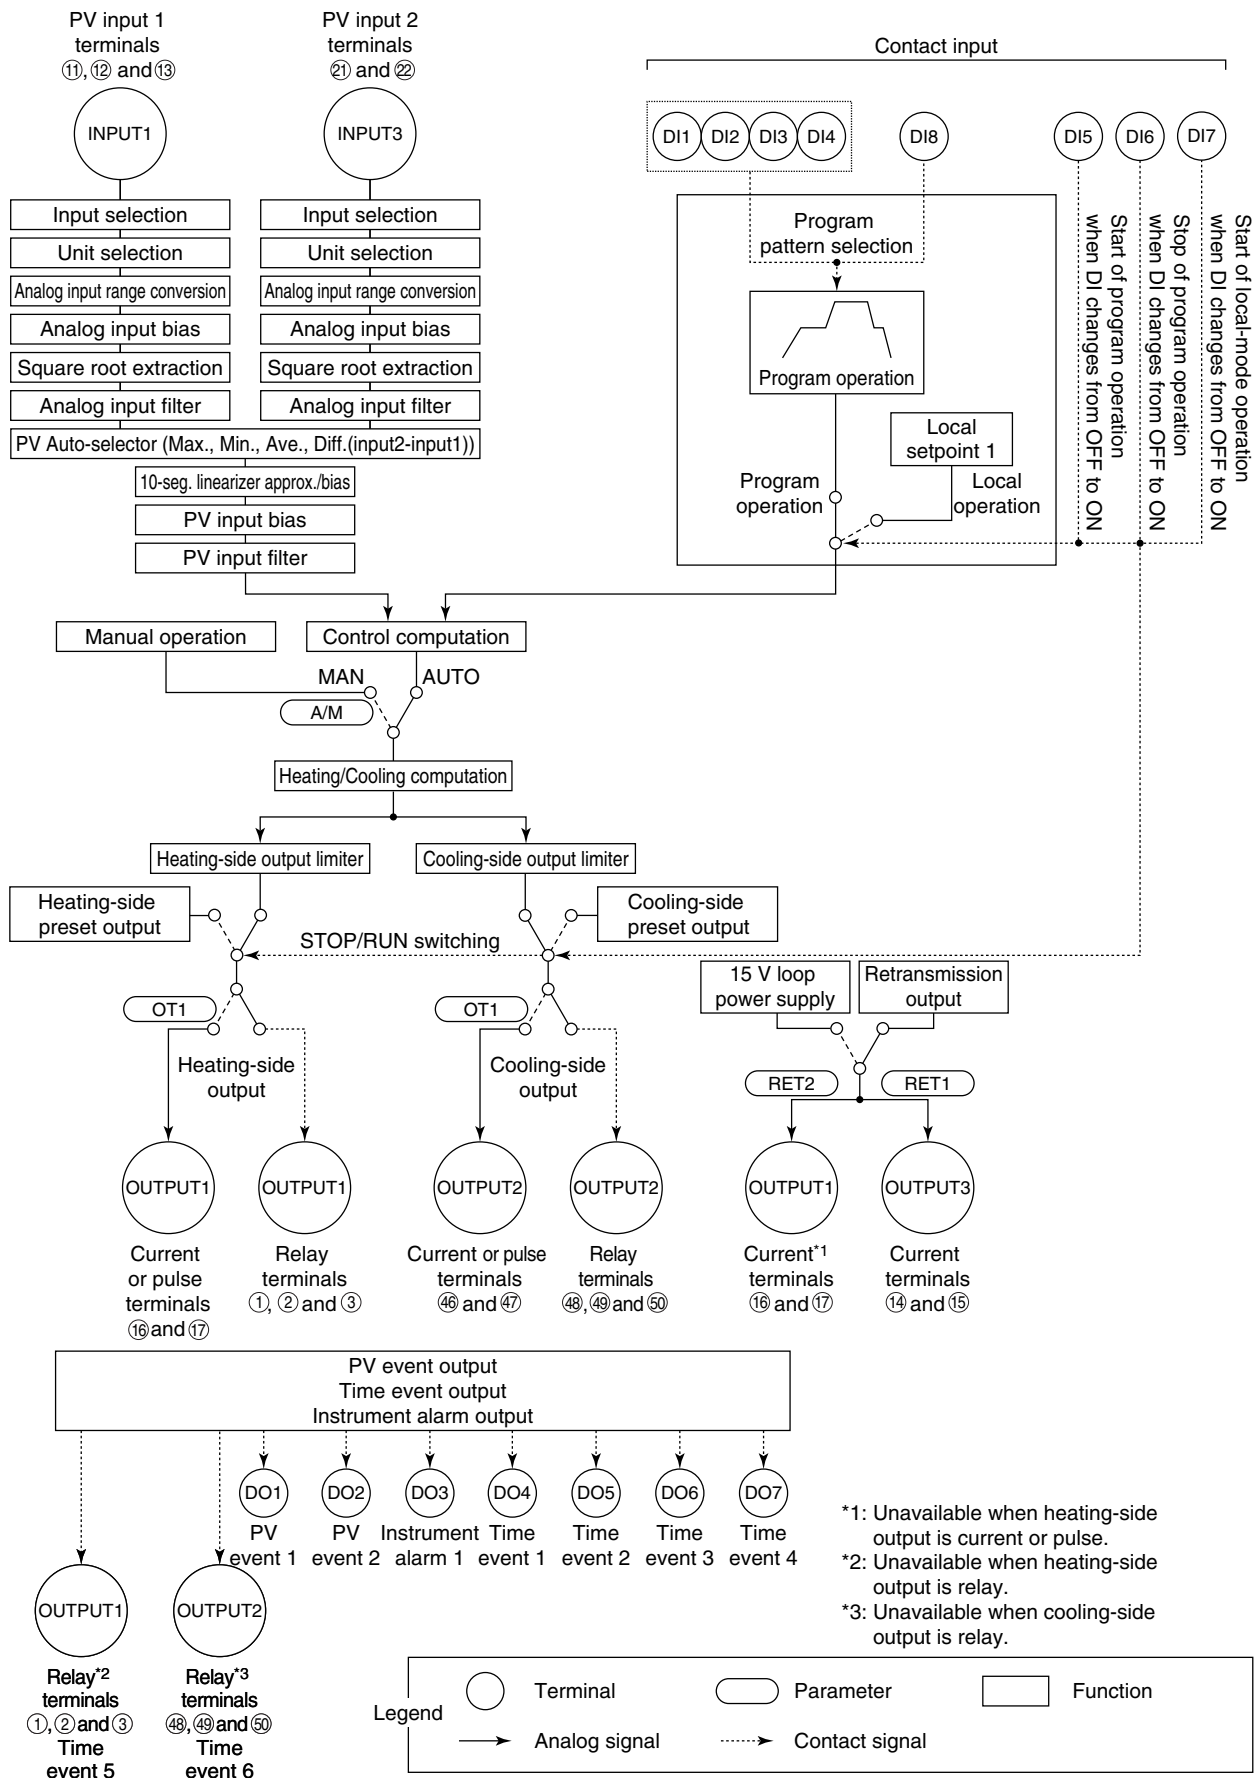 PV input 1
terminals
⑪, ⑫ and ⑬
PV input 2
terminals
㉑ and ㉒
Contact input
INPUT1
INPUT3
DI1
DI2
DI3
DI4
DI8
DI5
DI6
DI7
Input selection
Unit selection
Analog input range conversion
Analog input bias
Square root extraction
Analog input filter
Input selection
Unit selection
Analog input range conversion
Analog input bias
Square root extraction
Analog input filter
PV Auto-selector (Max., Min., Ave., Diff.(input2-input1))
10-seg. linearizer approx./bias
PV input bias
PV input filter
Program
pattern selection
Program operation
Local
setpoint 1
Program
operation
Local
operation
Start of program operation
when DI changes from OFF to ON
Stop of program operation
when DI changes from OFF to ON
Start of local-mode operation
when DI changes from OFF to ON
Manual operation
Control computation
MAN
AUTO
A/M
Heating/Cooling computation
Heating-side output limiter
Cooling-side output limiter
Heating-side
preset output
Cooling-side
preset output
STOP/RUN switching
15 V loop
power supply
Retransmission
output
OT1
OT1
Heating-side
output
Cooling-side
output
RET2
RET1
OUTPUT1
OUTPUT1
OUTPUT2
OUTPUT2
OUTPUT1
OUTPUT3
Current
or pulse
terminals
⑯ and ⑰
Relay
terminals
①, ② and ③
Current or pulse
terminals
㊻ and ㊼
Relay
terminals
㊽, ㊾ and ㊿
Current*1
terminals
⑯ and ⑰
Current
terminals
⑭ and ⑮
PV event output
Time event output
Instrument alarm output
DO1
DO2
DO3
DO4
DO5
DO6
DO7
PV
event 1
PV
event 2
Instrument
alarm 1
Time
event 1
Time
event 2
Time
event 3
Time
event 4
*1: Unavailable when heating-side
output is current or pulse.
*2: Unavailable when heating-side
output is relay.
*3: Unavailable when cooling-side
output is relay.
OUTPUT1
OUTPUT2
Relay*2
terminals
①, ② and ③
Time
event 5
Relay*3
terminals
㊽, ㊾ and ㊿
Time
event 6
Legend
Terminal
Parameter
Function
Analog signal
Contact signal